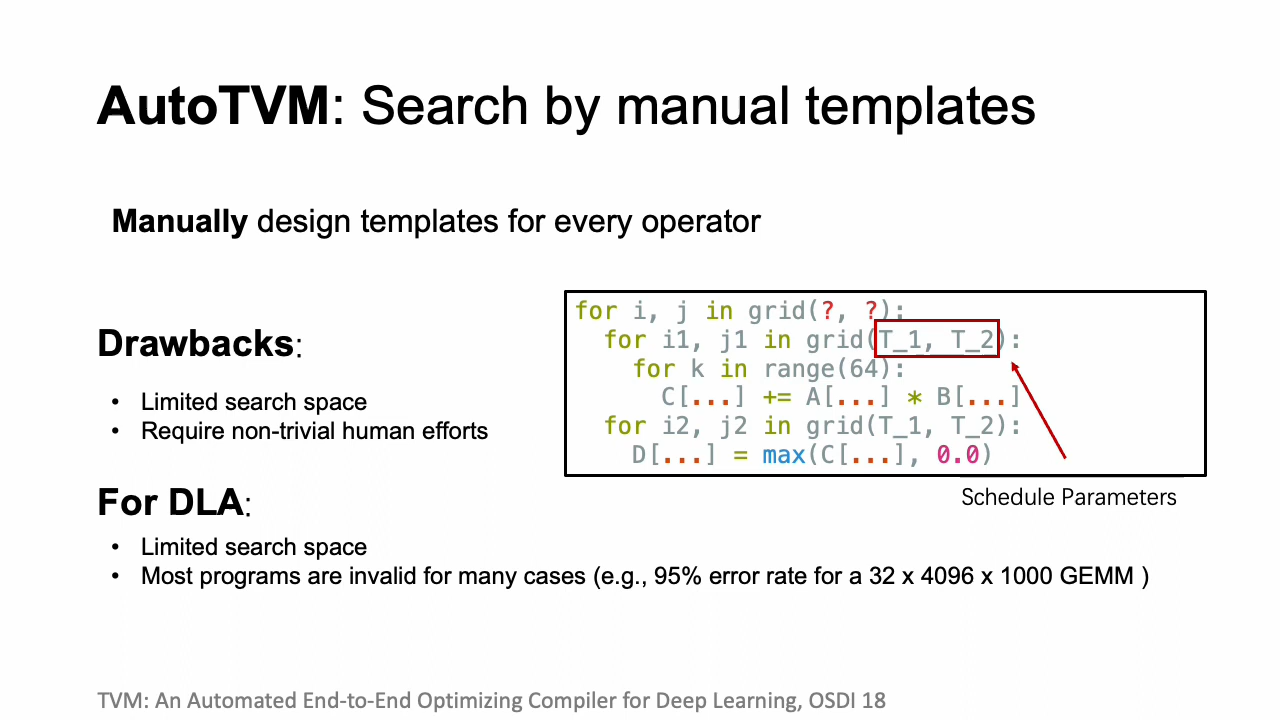 AutoTVM: Search by manual templates
Manually design templates for every operator
Drawbacks:
• Limited search space
• Require non-trivial human efforts
for i, j in grid(?, ?):
for i1, j1 in grid(T_1, T_2):
for k in range(64):
C[...] += A[...] * B[...]
for i2, j2 in grid(T_1, T_2):
D[...] = max(C[...], 0.0)
Schedule Parameters
For DLA:
• Limited search space
• Most programs are invalid for many cases (e.g., 95% error rate for a 32 x 4096 x 1000 GEMM )
TVM: An Automated End-to-End Optimizing Compiler for Deep Learning, OSDI 18